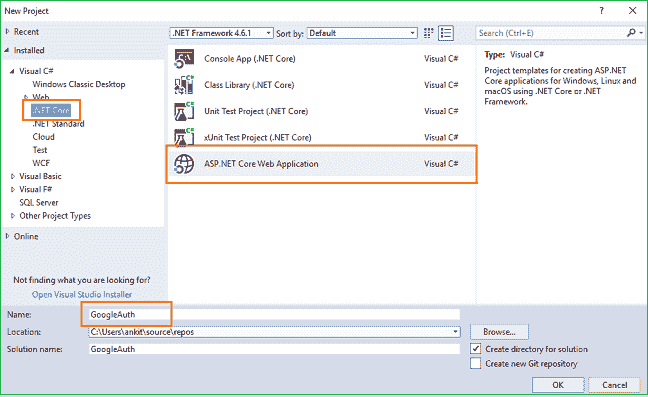 New Project
Recent
.NET Framework 4.6.1 Sort by: Default
Search (Ctrl+E)
Installed
Visual C#
Windows Classic Desktop
Web
.NET Core
.NET Standard
Cloud
Test
WCF
Visual Basic
Visual F#
SQL Server
Other Project Types
Online
Not finding what you are looking for?
Open Visual Studio Installer
Console App (.NET Core) Visual C#
Class Library (.NET Core) Visual C#
Unit Test Project (.NET Core) Visual C#
xUnit Test Project (.NET Core) Visual C#
ASP.NET Core Web Application Visual C#
Type: Visual C#
Project templates for creating ASP.NET
Core applications for Windows, Linux and
macOS using .NET Core or .NET
Framework.
Name: GoogleAuth
Location: C:\Users\ankit\source\repos
Browse...
Solution name: GoogleAuth
Create directory for solution
Create new Git repository
OK Cancel